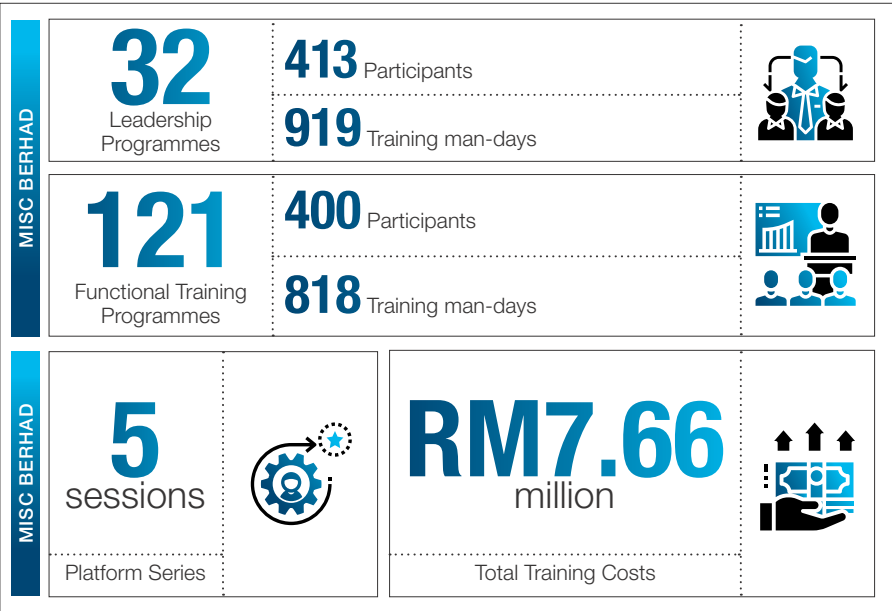 MISC BERHAD
32
Leadership
Programmes
413 Participants
919 Training man-days
121
Functional Training
Programmes
400 Participants
818 Training man-days
MISC BERHAD
5
sessions
Platform Series
RM7.66
million
Total Training Costs